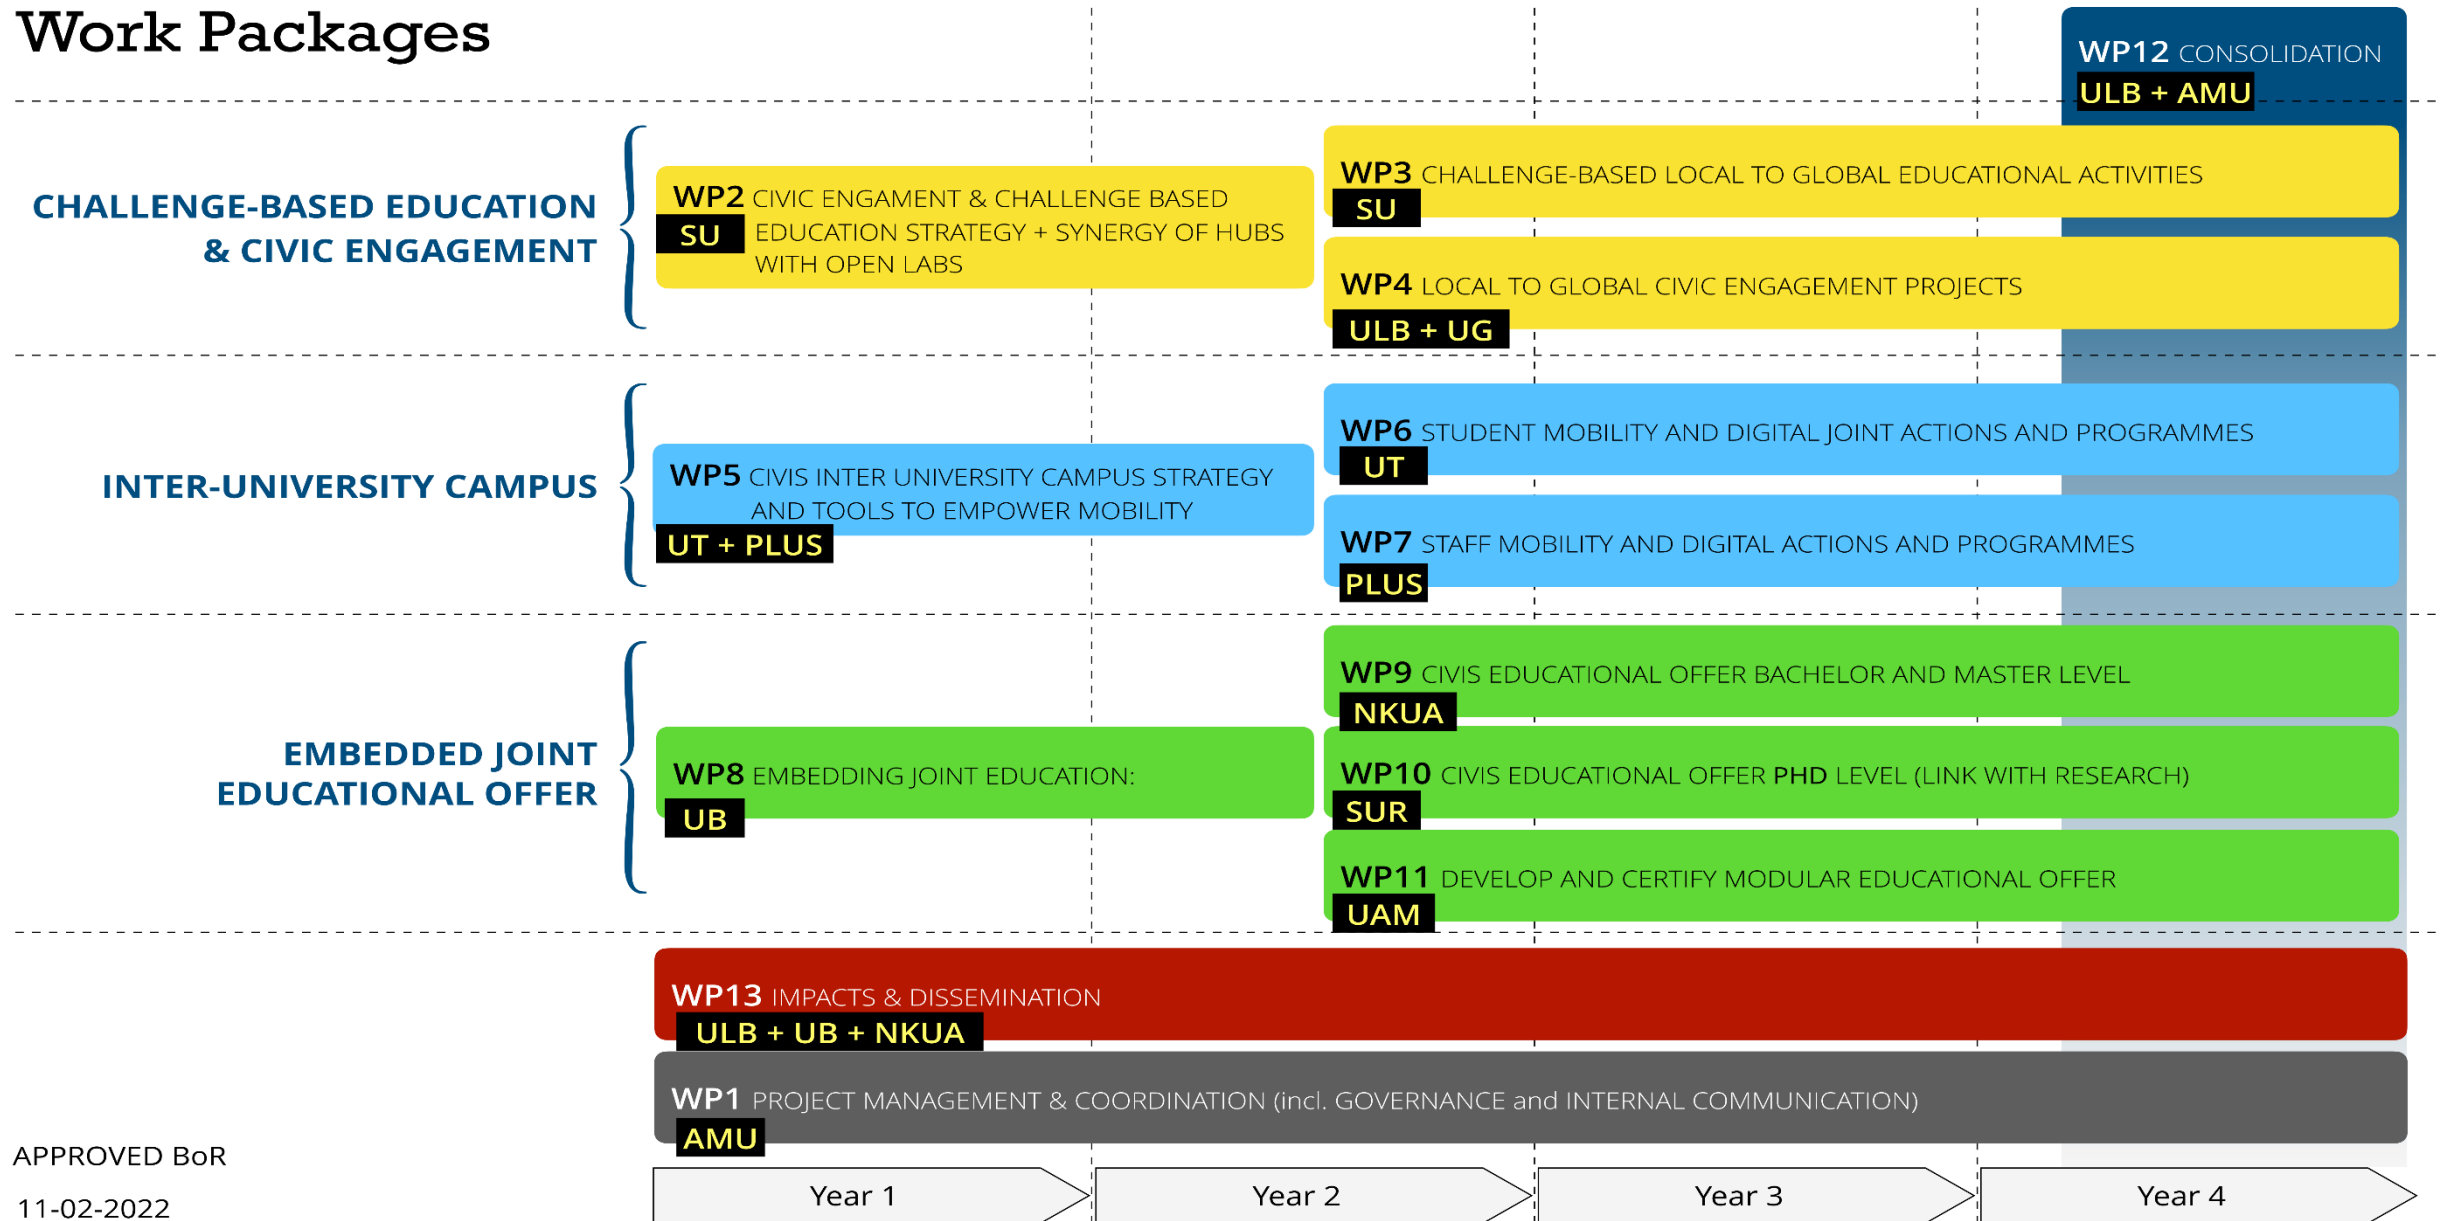 Work Packages
WP12 CONSOLIDATION
ULB + AMU
CHALLENGE-BASED EDUCATION
& CIVIC ENGAGEMENT
WP2 CIVIC ENGAMENT & CHALLENGE BASED
SU EDUCATION STRATEGY + SYNERGY OF HUBS
WITH OPEN LABS
WP3 CHALLENGE-BASED LOCAL TO GLOBAL EDUCATIONAL ACTIVITIES
SU
WP4 LOCAL TO GLOBAL CIVIC ENGAGEMENT PROJECTS
ULB + UG
INTER-UNIVERSITY CAMPUS
WP5 CIVIS INTER UNIVERSITY CAMPUS STRATEGY
AND TOOLS TO EMPOWER MOBILITY
UT + PLUS
WP6 STUDENT MOBILITY AND DIGITAL JOINT ACTIONS AND PROGRAMMES
UT
WP7 STAFF MOBILITY AND DIGITAL ACTIONS AND PROGRAMMES
PLUS
EMBEDDED JOINT
EDUCATIONAL OFFER
WP8 EMBEDDING JOINT EDUCATION:
UB
WP9 CIVIS EDUCATIONAL OFFER BACHELOR AND MASTER LEVEL
NKUA
WP10 CIVIS EDUCATIONAL OFFER PHD LEVEL (LINK WITH RESEARCH)
SUR
WP11 DEVELOP AND CERTIFY MODULAR EDUCATIONAL OFFER
UAM
WP13 IMPACTS & DISSEMINATION
ULB + UB + NKUA
WP1 PROJECT MANAGEMENT & COORDINATION (incl. GOVERNANCE and INTERNAL COMMUNICATION)
AMU
APPROVED BoR
11-02-2022
Year 1
Year 2
Year 3
Year 4